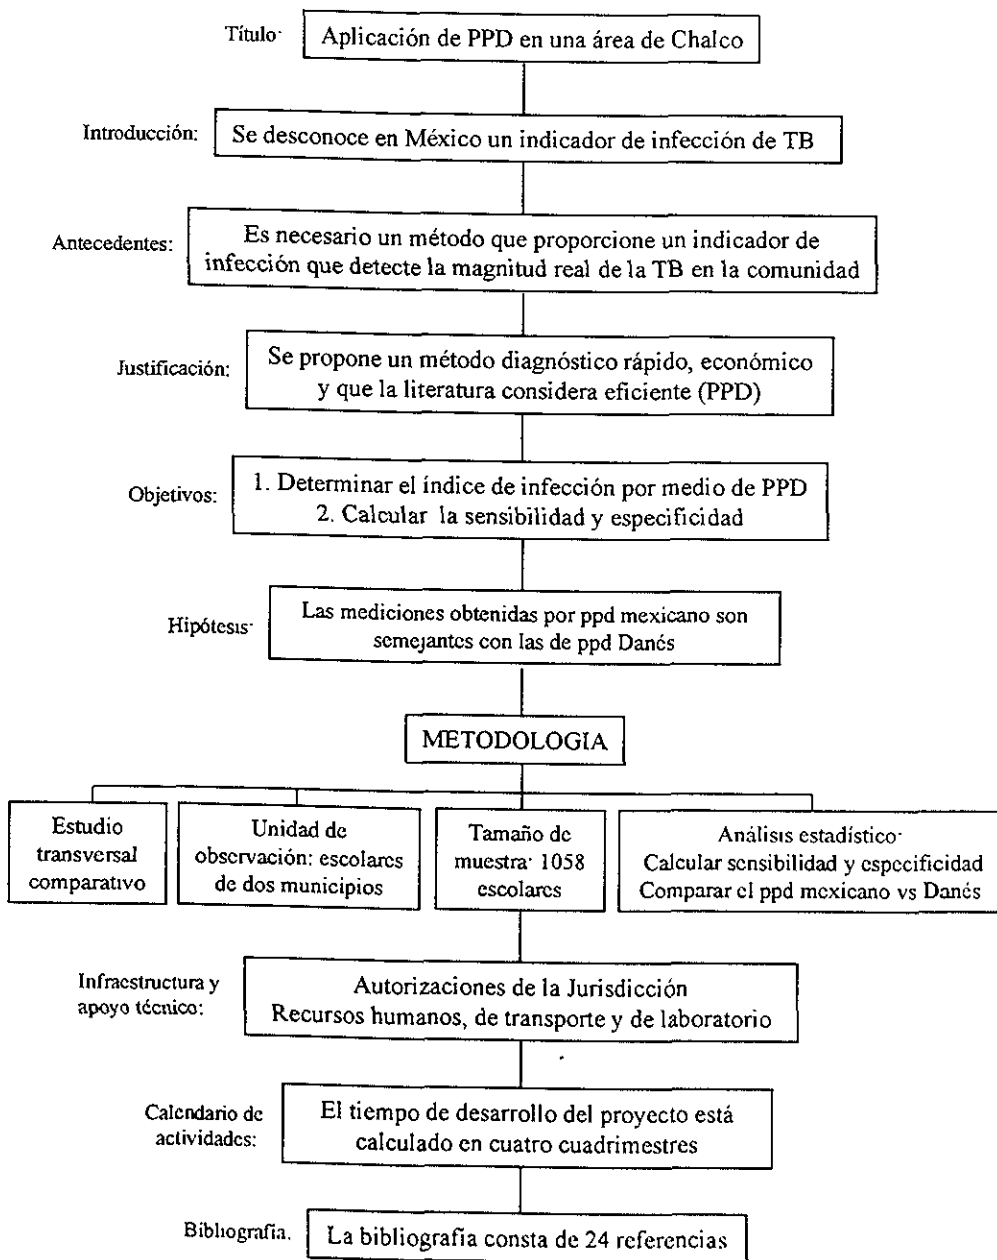 Título·
Aplicación de PPD en una área de Chalco
Introducción:
Se desconoce en México un indicador de infección de TB
Antecedentes:
Es necesario un método que proporcione un indicador de
infección que detecte la magnitud real de la TB en la comunidad
Justificación:
Se propone un método diagnóstico rápido, económico
y que la literatura considera eficiente (PPD)
Objetivos:
1. Determinar el índice de infección por medio de PPD
2. Calcular la sensibilidad y especificidad
Hipótesis·
Las mediciones obtenidas por ppd mexicano son
semejantes con las de ppd Danés
METODOLOGIA
Estudio
transversal
comparativo
Unidad de
observación: escolares
de dos municipios
Tamaño de
muestra· 1058
escolares
Análisis estadístico·
Calcular sensibilidad y especificidad
Comparar el ppd mexicano vs Danés
Infraestructura y
apoyo técnico:
Autorizaciones de la Jurisdicción
Recursos humanos, de transporte y de laboratorio
Calendario de
actividades:
El tiempo de desarrollo del proyecto está
calculado en cuatro cuadrimestres
Bibliografía.
La bibliografía consta de 24 referencias